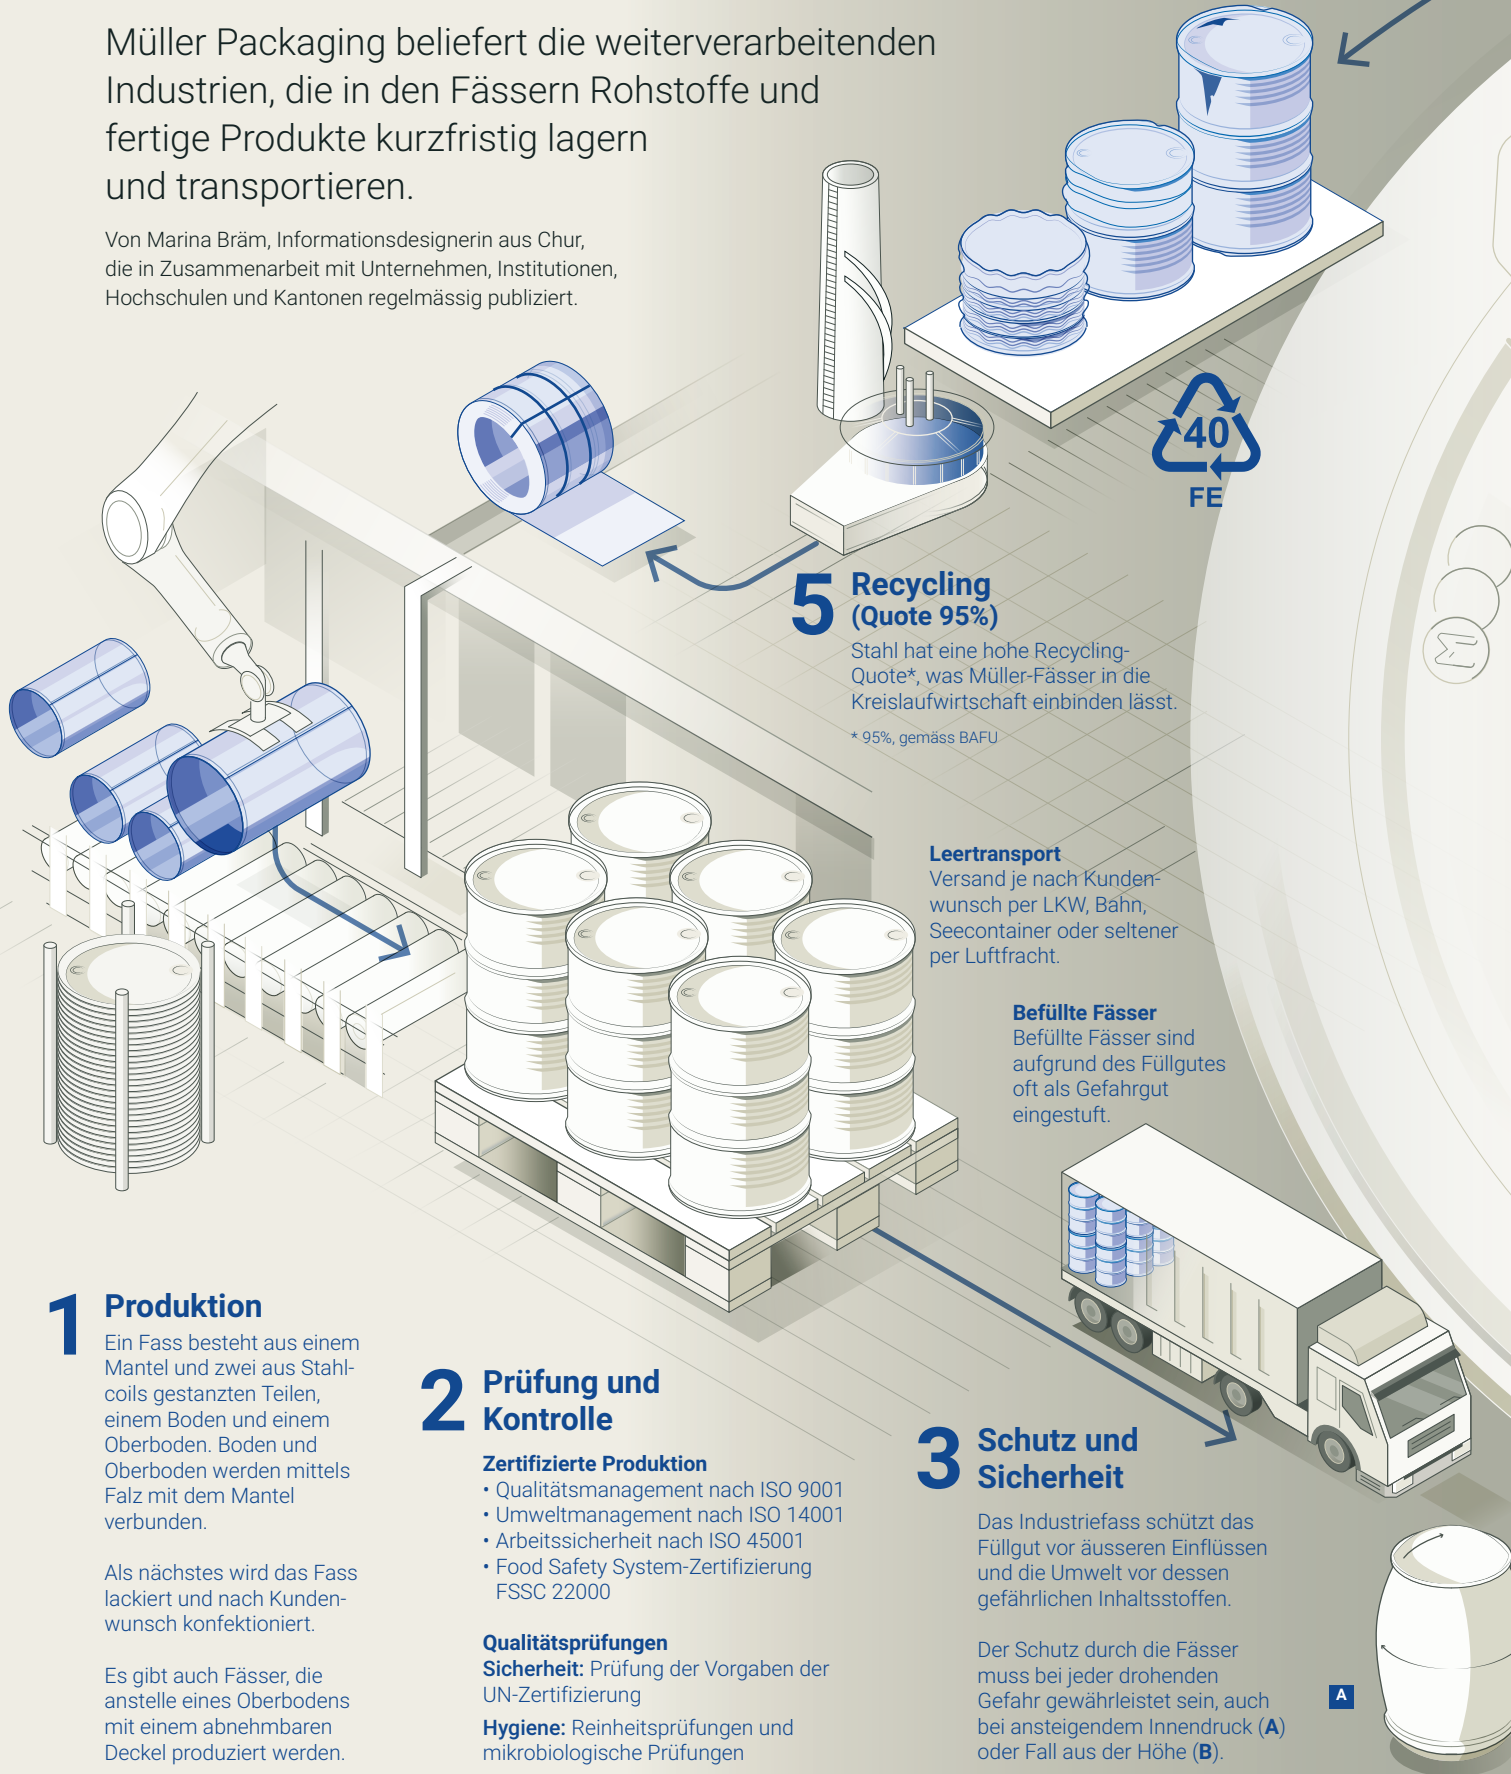 Müller Packaging beliefert die weiterverarbeitenden
Industrien, die in den Fässern Rohstoffe und
fertige Produkte kurzfristig lagern
und transportieren.
Von Marina Bräm, Informationsdesignerin aus Chur,
die in Zusammenarbeit mit Unternehmen, Institutionen,
Hochschulen und Kantonen regelmässig publiziert.
40
FE
5 Recycling
(Quote 95%)
Stahl hat eine hohe Recycling-
Quote*, was Müller-Fässer in die
Kreislaufwirtschaft einbinden lässt.
* 95%, gemäss BAFU
Leertransport
Versand je nach Kunden-
wunsch per LKW, Bahn,
Seecontainer oder seltener
per Luftfracht.
Befüllte Fässer
Befüllte Fässer sind
aufgrund des Füllgutes
oft als Gefahrgut
eingestuft.
1 Produktion
Ein Fass besteht aus einem
Mantel und zwei aus Stahl-
coils gestanzten Teilen,
einem Boden und einem
Oberboden. Boden und
Oberboden werden mittels
Falz mit dem Mantel
verbunden.
Als nächstes wird das Fass
lackiert und nach Kunden-
wunsch konfektioniert.
Es gibt auch Fässer, die
anstelle eines Oberbodens
mit einem abnehmbaren
Deckel produziert werden.
2 Prüfung und
Kontrolle
Zertifizierte Produktion
• Qualitätsmanagement nach ISO 9001
• Umweltmanagement nach ISO 14001
• Arbeitssicherheit nach ISO 45001
• Food Safety System-Zertifizierung
FSSC 22000
Qualitätsprüfungen
Sicherheit: Prüfung der Vorgaben der
UN-Zertifizierung
Hygiene: Reinheitsprüfungen und
mikrobiologische Prüfungen
3 Schutz und
Sicherheit
Das Industriefass schützt das
Füllgut vor äusseren Einflüssen
und die Umwelt vor dessen
gefährlichen Inhaltsstoffen.
Der Schutz durch die Fässer
muss bei jeder drohenden
Gefahr gewährleistet sein, auch
bei ansteigendem Innendruck (A)
oder Fall aus der Höhe (B).
A